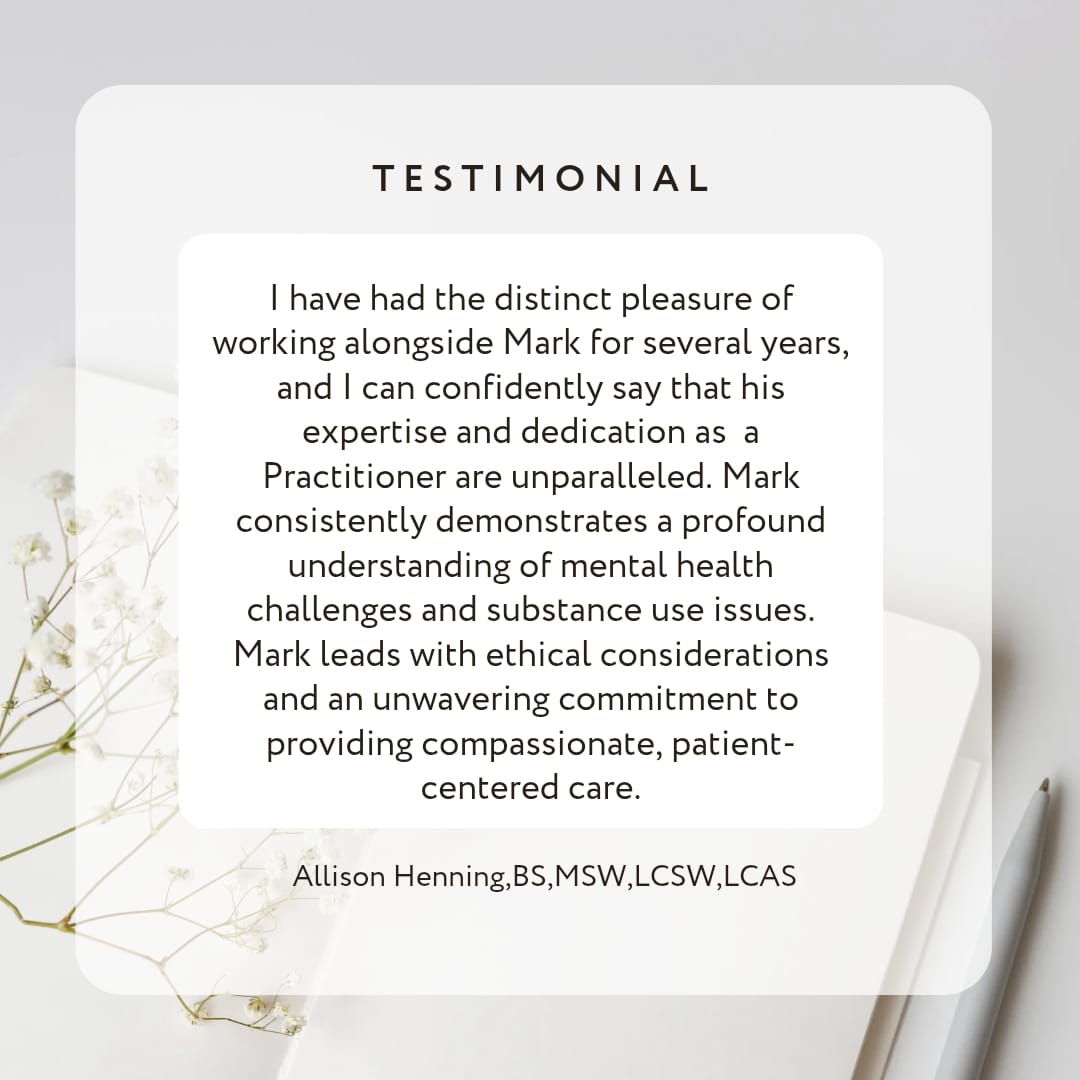 TESTIMONIAL
I have had the distinct pleasure of
working alongside Mark for several years,
and I can confidently say that his
expertise and dedication as  a
Practitioner are unparalleled. Mark
consistently demonstrates a profound
understanding of mental health
challenges and substance use issues.
Mark leads with ethical considerations
and an unwavering commitment to
providing compassionate, patient-
centered care.
Allison Henning,BS,MSW,LCSW,LCAS